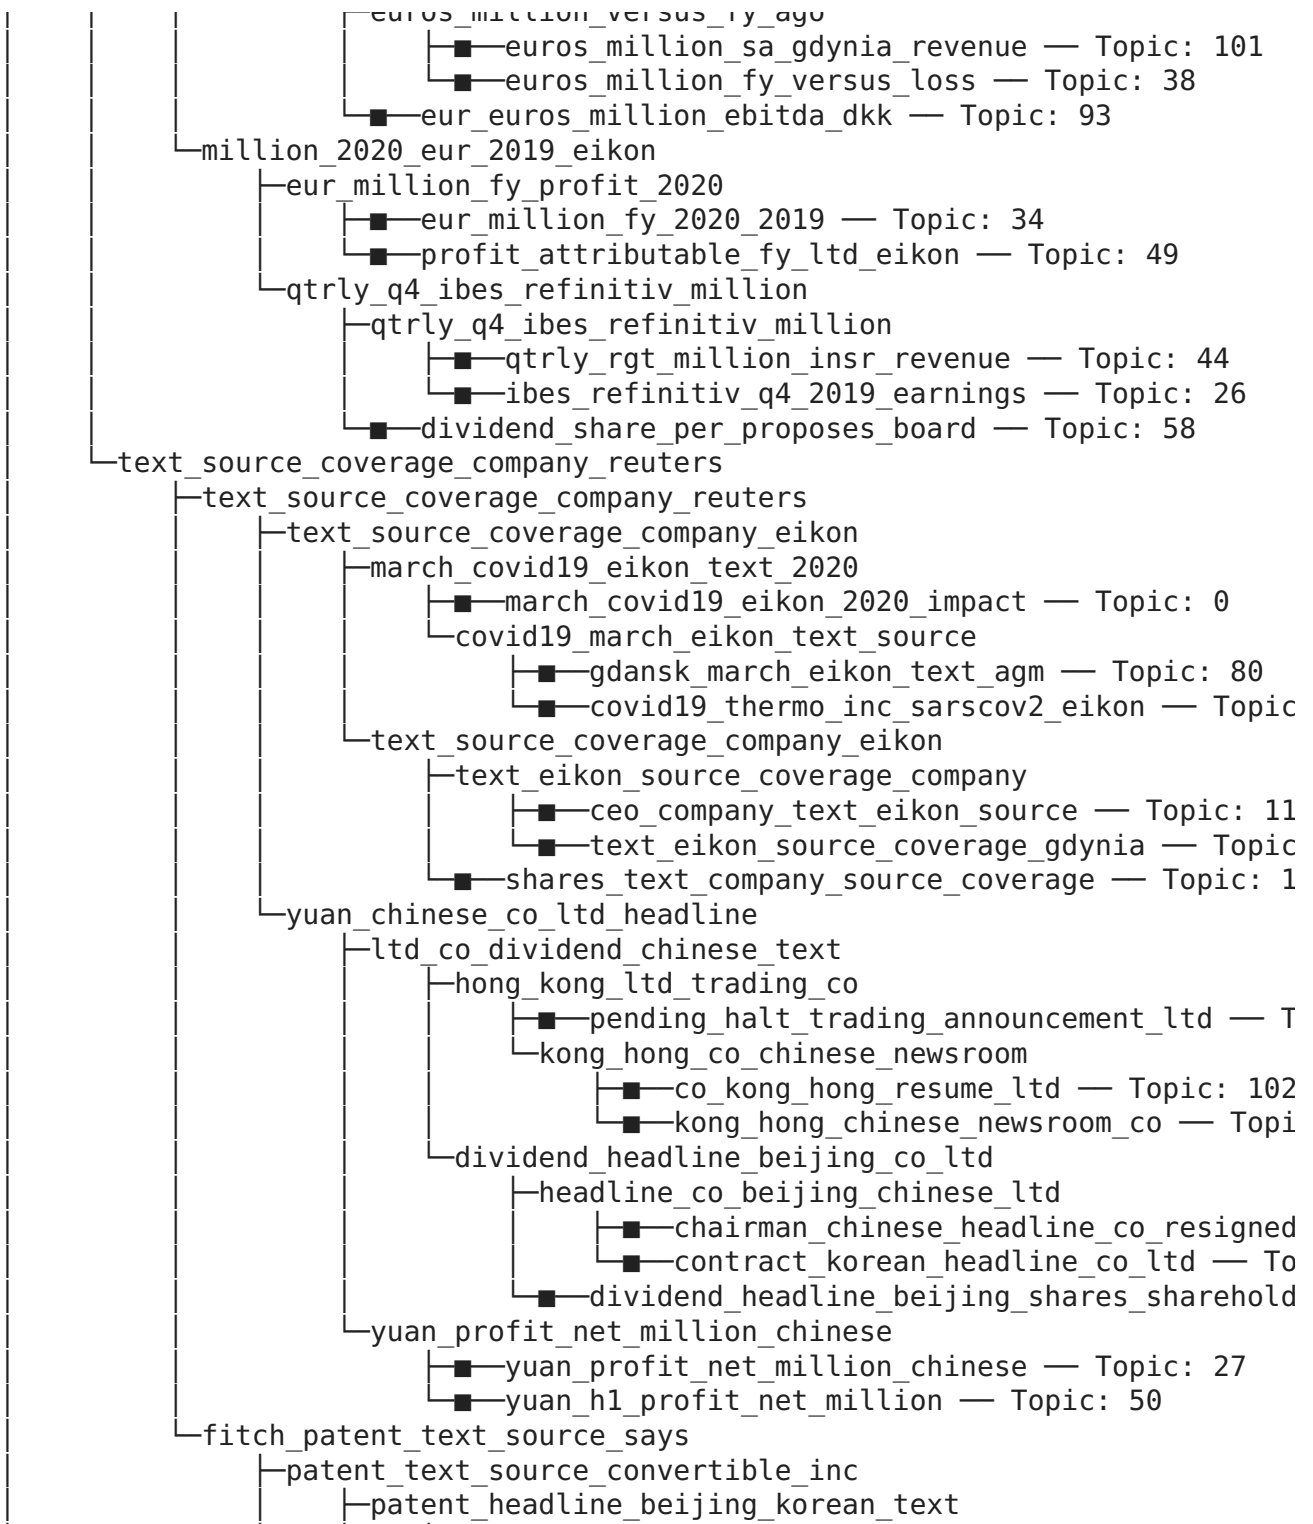 euros_million_versus_fy_ago
euros_million_sa_gdynia_revenue — Topic: 101
euros_million_fy_versus_loss — Topic: 38
eur_euros_million_ebitda_dkk — Topic: 93
million_2020_eur_2019_eikon
eur_million_fy_profit_2020
eur_million_fy_2020_2019 — Topic: 34
profit_attributable_fy_ltd_eikon — Topic: 49
qtrly_q4_ibes_refinitiv_million
qtrly_q4_ibes_refinitiv_million
qtrly_rgt_million_insr_revenue — Topic: 44
ibes_refinitiv_q4_2019_earnings — Topic: 26
dividend_share_per_proposes_board — Topic: 58
text_source_coverage_company_reuters
text_source_coverage_company_reuters
text_source_coverage_company_eikon
march_covid19_eikon_text_2020
march_covid19_eikon_2020_impact — Topic: 0
covid19_march_eikon_text_source
gdansk_march_eikon_text_agm — Topic: 80
covid19_thermo_inc_sarscov2_eikon — Topic
text_source_coverage_company_eikon
text_eikon_source_coverage_company
ceo_company_text_eikon_source — Topic: 11
text_eikon_source_coverage_gdynia — Topic
shares_text_company_source_coverage — Topic: 1
yuan_chinese_co_ltd_headline
ltd_co_dividend_chinese_text
hong_kong_ltd_trading_co
pending_halt_trading_announcement_ltd — T
kong_hong_co_chinese_newsroom
co_kong_hong_resume_ltd — Topic: 102
kong_hong_chinese_newsroom_co — Topi
dividend_headline_beijing_co_ltd
headline_co_beijing_chinese_ltd
chairman_chinese_headline_co_resigned
contract_korean_headline_co_ltd — To
dividend_headline_beijing_shares_sharehold
yuan_profit_net_million_chinese
yuan_profit_net_million_chinese — Topic: 27
yuan_h1_profit_net_million — Topic: 50
fitch_patent_text_source_says
patent_text_source_convertible_inc
patent_headline_beijing_korean_text